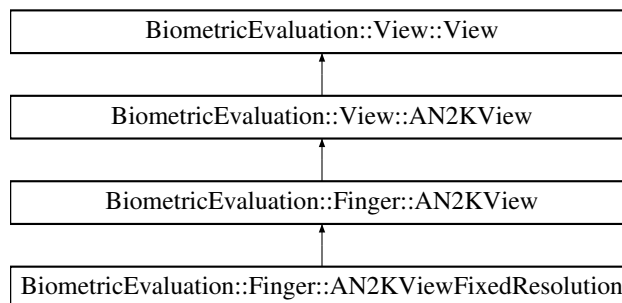 BiometricEvaluation::View::View
BiometricEvaluation::View::AN2KView
BiometricEvaluation::Finger::AN2KView
BiometricEvaluation::Finger::AN2KViewFixedResolution